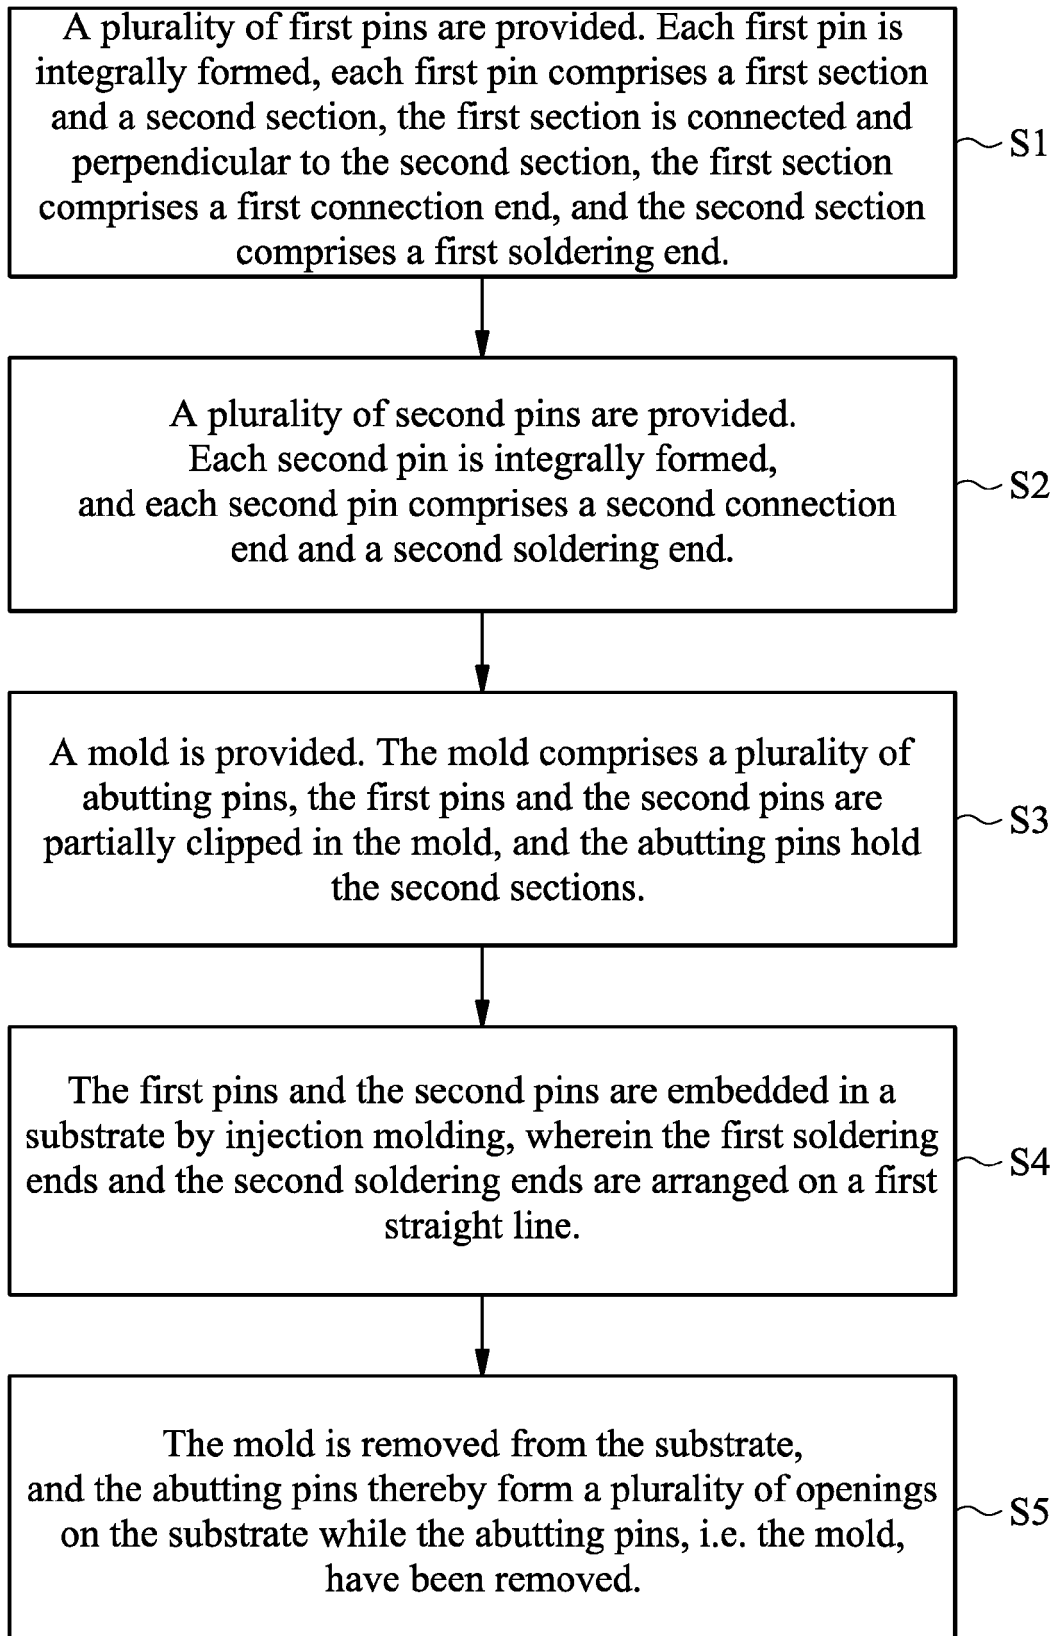 A plurality of first pins are provided. Each first pin is
integrally formed, each first pin comprises a first section
and a second section, the first section is connected and
perpendicular to the second section, the first section
comprises a first connection end, and the second section
comprises a first soldering end.
S1
A plurality of second pins are provided.
Each second pin is integrally formed,
and each second pin comprises a second connection
end and a second soldering end.
S2
A mold is provided. The mold comprises a plurality of
abutting pins, the first pins and the second pins are
partially clipped in the mold, and the abutting pins hold
the second sections.
S3
The first pins and the second pins are embedded in a
substrate by injection molding, wherein the first soldering
ends and the second soldering ends are arranged on a first
straight line.
S4
The mold is removed from the substrate,
and the abutting pins thereby form a plurality of openings
on the substrate while the abutting pins, i.e. the mold,
have been removed.
S5